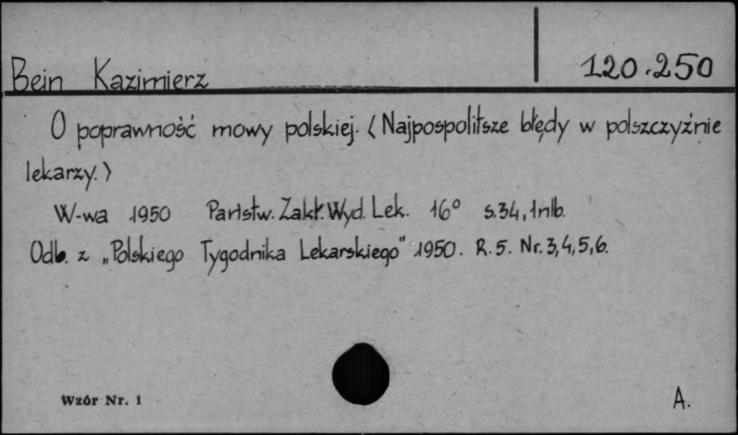 Bein Kazimierz 120.250
O poprawność mowy polskiej. (Najpospolitsze błędy w polszczyźnie
lekarzy.)
W-wa 1950 Państw. Zakł. Wyd. Lek. 16° s.34, 1nlb.
Odb. z „Polskiego Tygodnika Lekarskiego" 1950. R.5. Nr.3,4,5,6.
Wzór Nr. 1 A.